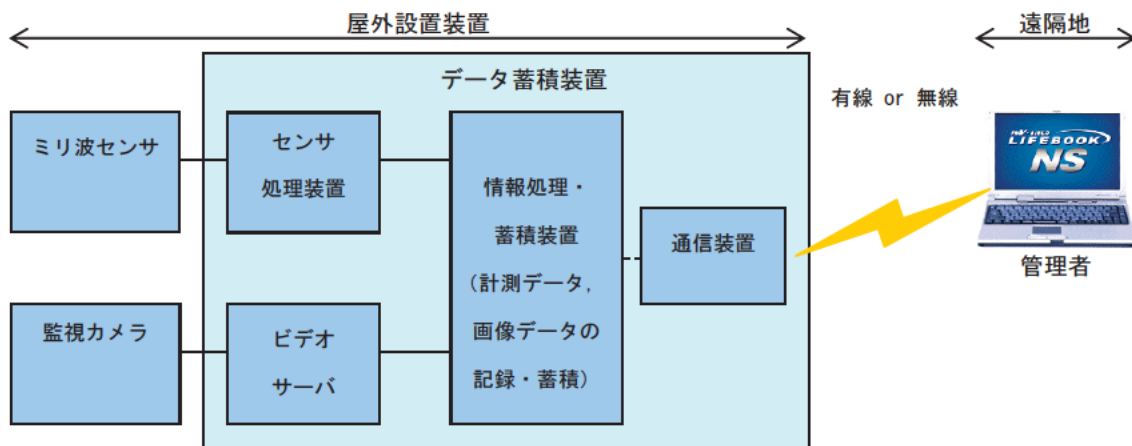 屋外設置装置
遠隔地
データ蓄積装置
有線 or 無線
ミリ波センサ
センサ
処理装置
情報処理・
蓄積装置
(計測データ,
画像データの
記録・蓄積)
通信装置
監視カメラ
ビデオ
サーバ
LIFEBOOK
NS
管理者